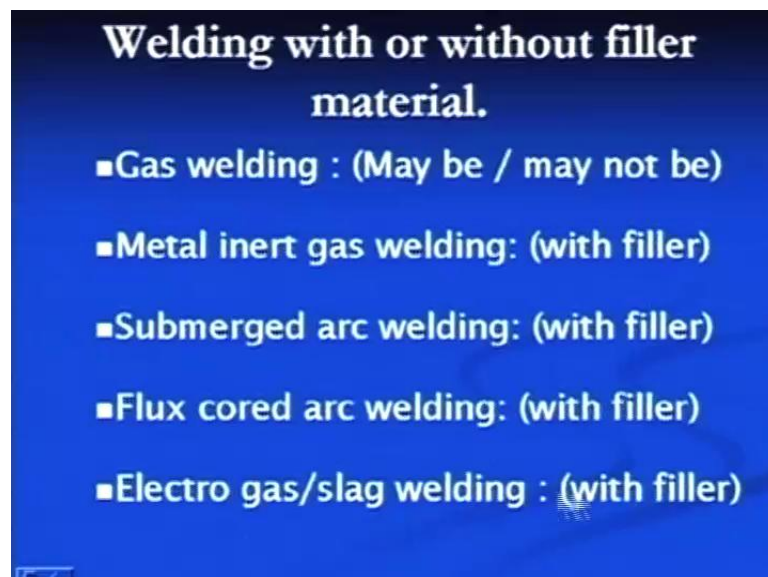 Welding with or without filler
material.
▪Gas welding : (May be / may not be)
▪Metal inert gas welding: (with filler)
▪Submerged arc welding: (with filler)
▪Flux cored arc welding: (with filler)
▪Electro gas/slag welding : (with filler)